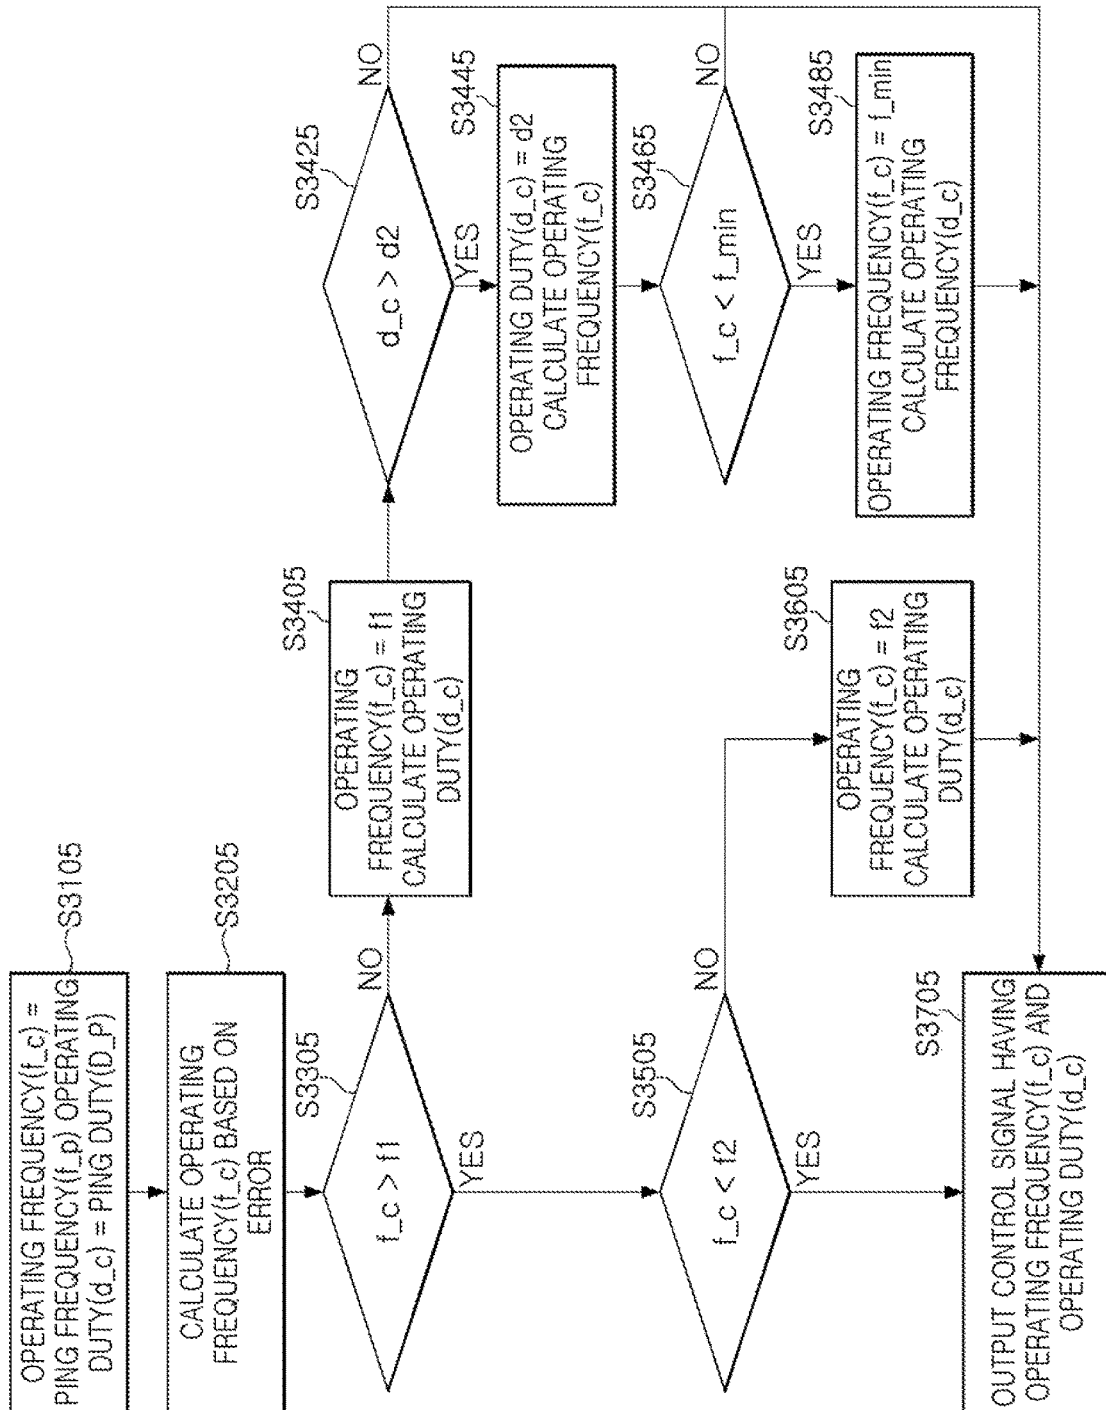 OPERATING FREQUENCY(f_c) =
PING FREQUENCY(f_p) OPERATING
DUTY(d_c) = PING DUTY(D_P)
S3105
CALCULATE OPERATING
FREQUENCY(f_c) BASED ON
ERROR
S3205
f_c > f1
S3305
NO
YES
OPERATING
FREQUENCY(f_c) = f1
CALCULATE OPERATING
DUTY(d_c)
S3405
d_c > d2
S3425
NO
YES
OPERATING DUTY(d_c) = d2
CALCULATE OPERATING
FREQUENCY(f_c)
S3445
f_c < f_min
S3465
NO
YES
OPERATING FREQUENCY(f_c) = f_min
CALCULATE OPERATING
FREQUENCY(d_c)
S3485
f_c < f2
S3505
NO
YES
OPERATING
FREQUENCY(f_c) = f2
CALCULATE OPERATING
DUTY(d_c)
S3605
OUTPUT CONTROL SIGNAL HAVING
OPERATING FREQUENCY(f_c) AND
OPERATING DUTY(d_c)
S3705